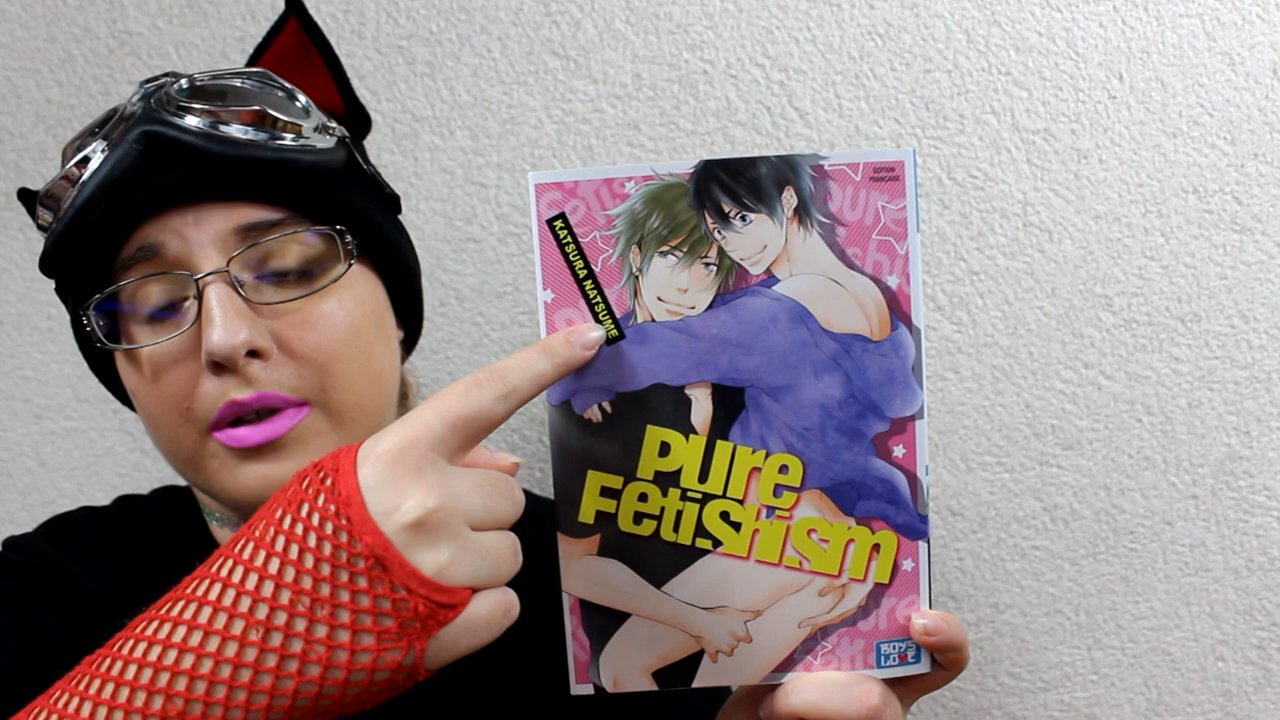 ÉDITION
FRANÇAISE
KATSURA NATSUME
PURE
FetiShiSm
BOYS
LOVE